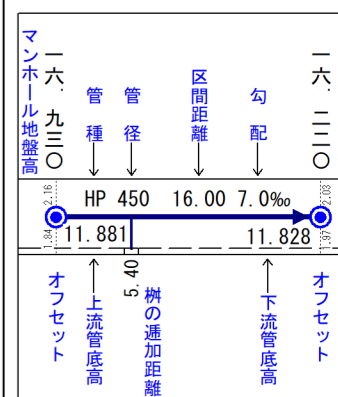 マンホール地盤高
一六．九三〇
管種
管径
区間距離
勾配
一六．二二〇
2.16
HP 450 16.00 7.0‰
2.03
1.84
11.881
11.828
1.97
5.40
オフセット
上流管底高
桝の逓加距離
下流管底高
オフセット